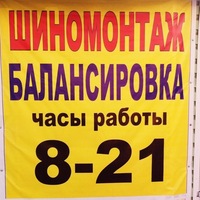 ШИНОМОНТАЖ
БАЛАНСИРОВКА
часы работы
8-21